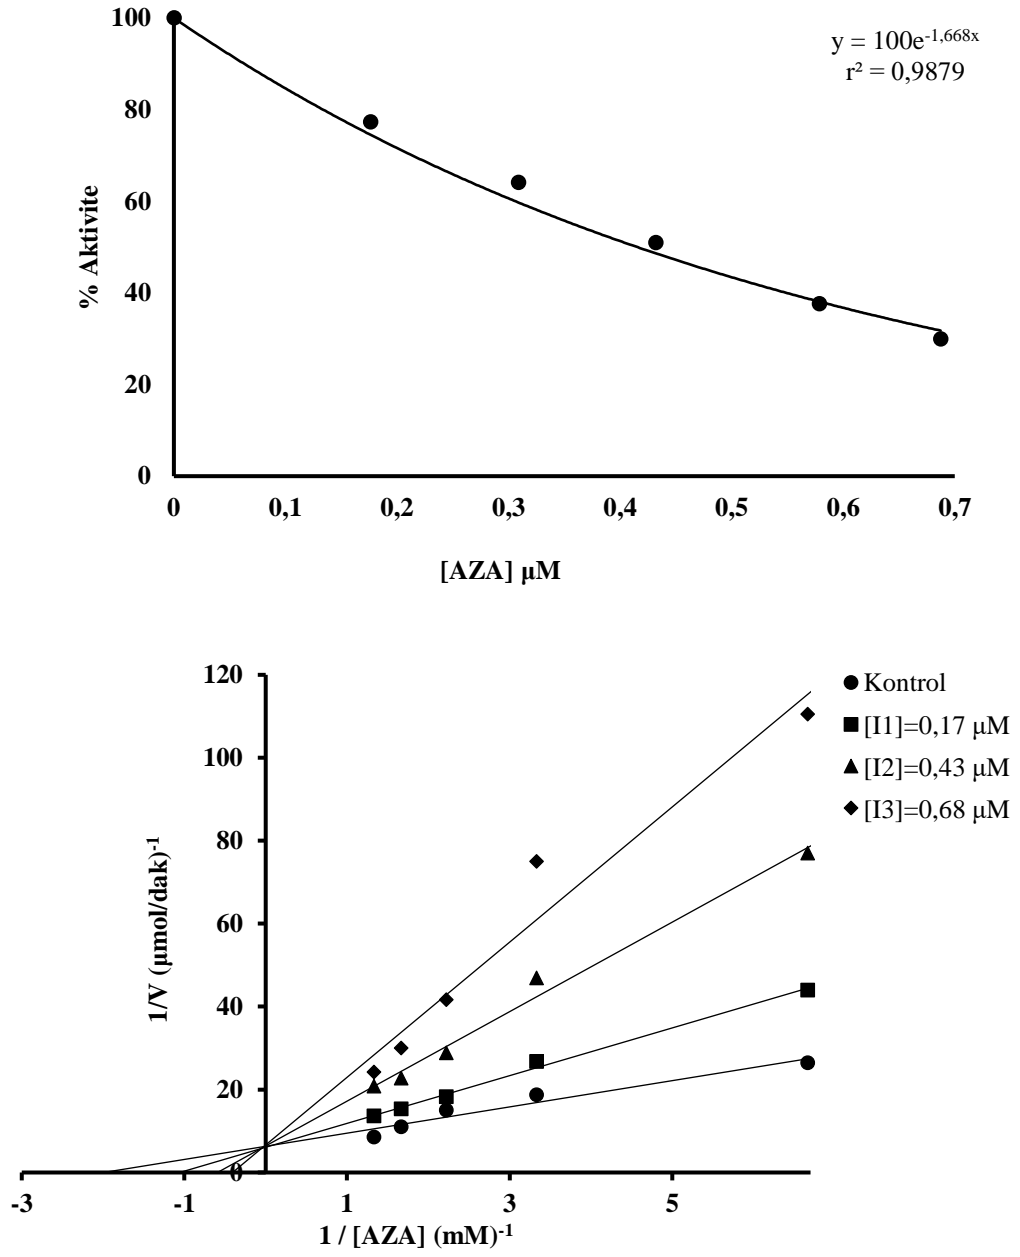 100
80
60
40
20
0
% Aktivite
y = 100e-1,668x
r² = 0,9879
0 0,1 0,2 0,3 0,4 0,5 0,6 0,7
[AZA] µM
120
100
80
60
40
20
0
1/V (µmol/dak)-1
Kontrol
[I1]=0,17 µM
[I2]=0,43 µM
[I3]=0,68 µM
-3 -1 1 3 5
1 / [AZA] (mM)-1